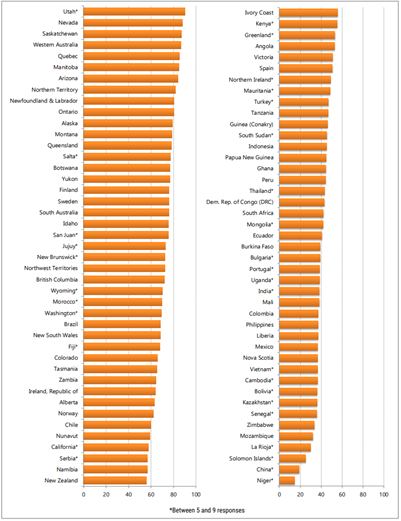 Utah*
Nevada
Saskatchewan
Western Australia
Quebec
Manitoba
Arizona
Northern Territory
Newfoundland & Labrador
Ontario
Alaska
Montana
Queensland
Salta*
Botswana
Yukon
Finland
Sweden
South Australia
Idaho
San Juan*
Jujuy*
New Brunswick*
Northwest Territories
British Columbia
Wyoming*
Morocco*
Washington*
Brazil
New South Wales
Fiji*
Colorado
Tasmania
Zambia
Ireland, Republic of
Alberta
Norway
Chile
Nunavut
California*
Serbia*
Namibia
New Zealand
0 20 40 60 80 100
Ivory Coast
Kenya*
Greenland*
Angola
Victoria
Spain
Northern Ireland*
Mauritania*
Turkey*
Tanzania
Guinea (Conakry)
South Sudan*
Indonesia
Papua New Guinea
Ghana
Peru
Thailand*
Dem. Rep. of Congo (DRC)
South Africa
Mongolia*
Ecuador
Burkina Faso
Bulgaria*
Portugal*
Uganda*
India*
Mali
Colombia
Philippines
Liberia
Mexico
Nova Scotia
Vietnam*
Cambodia*
Bolivia*
Kazakhstan*
Senegal*
Zimbabwe
Mozambique
La Rioja*
Solomon Islands*
China*
Niger*
0 20 40 60 80 100
*Between 5 and 9 responses